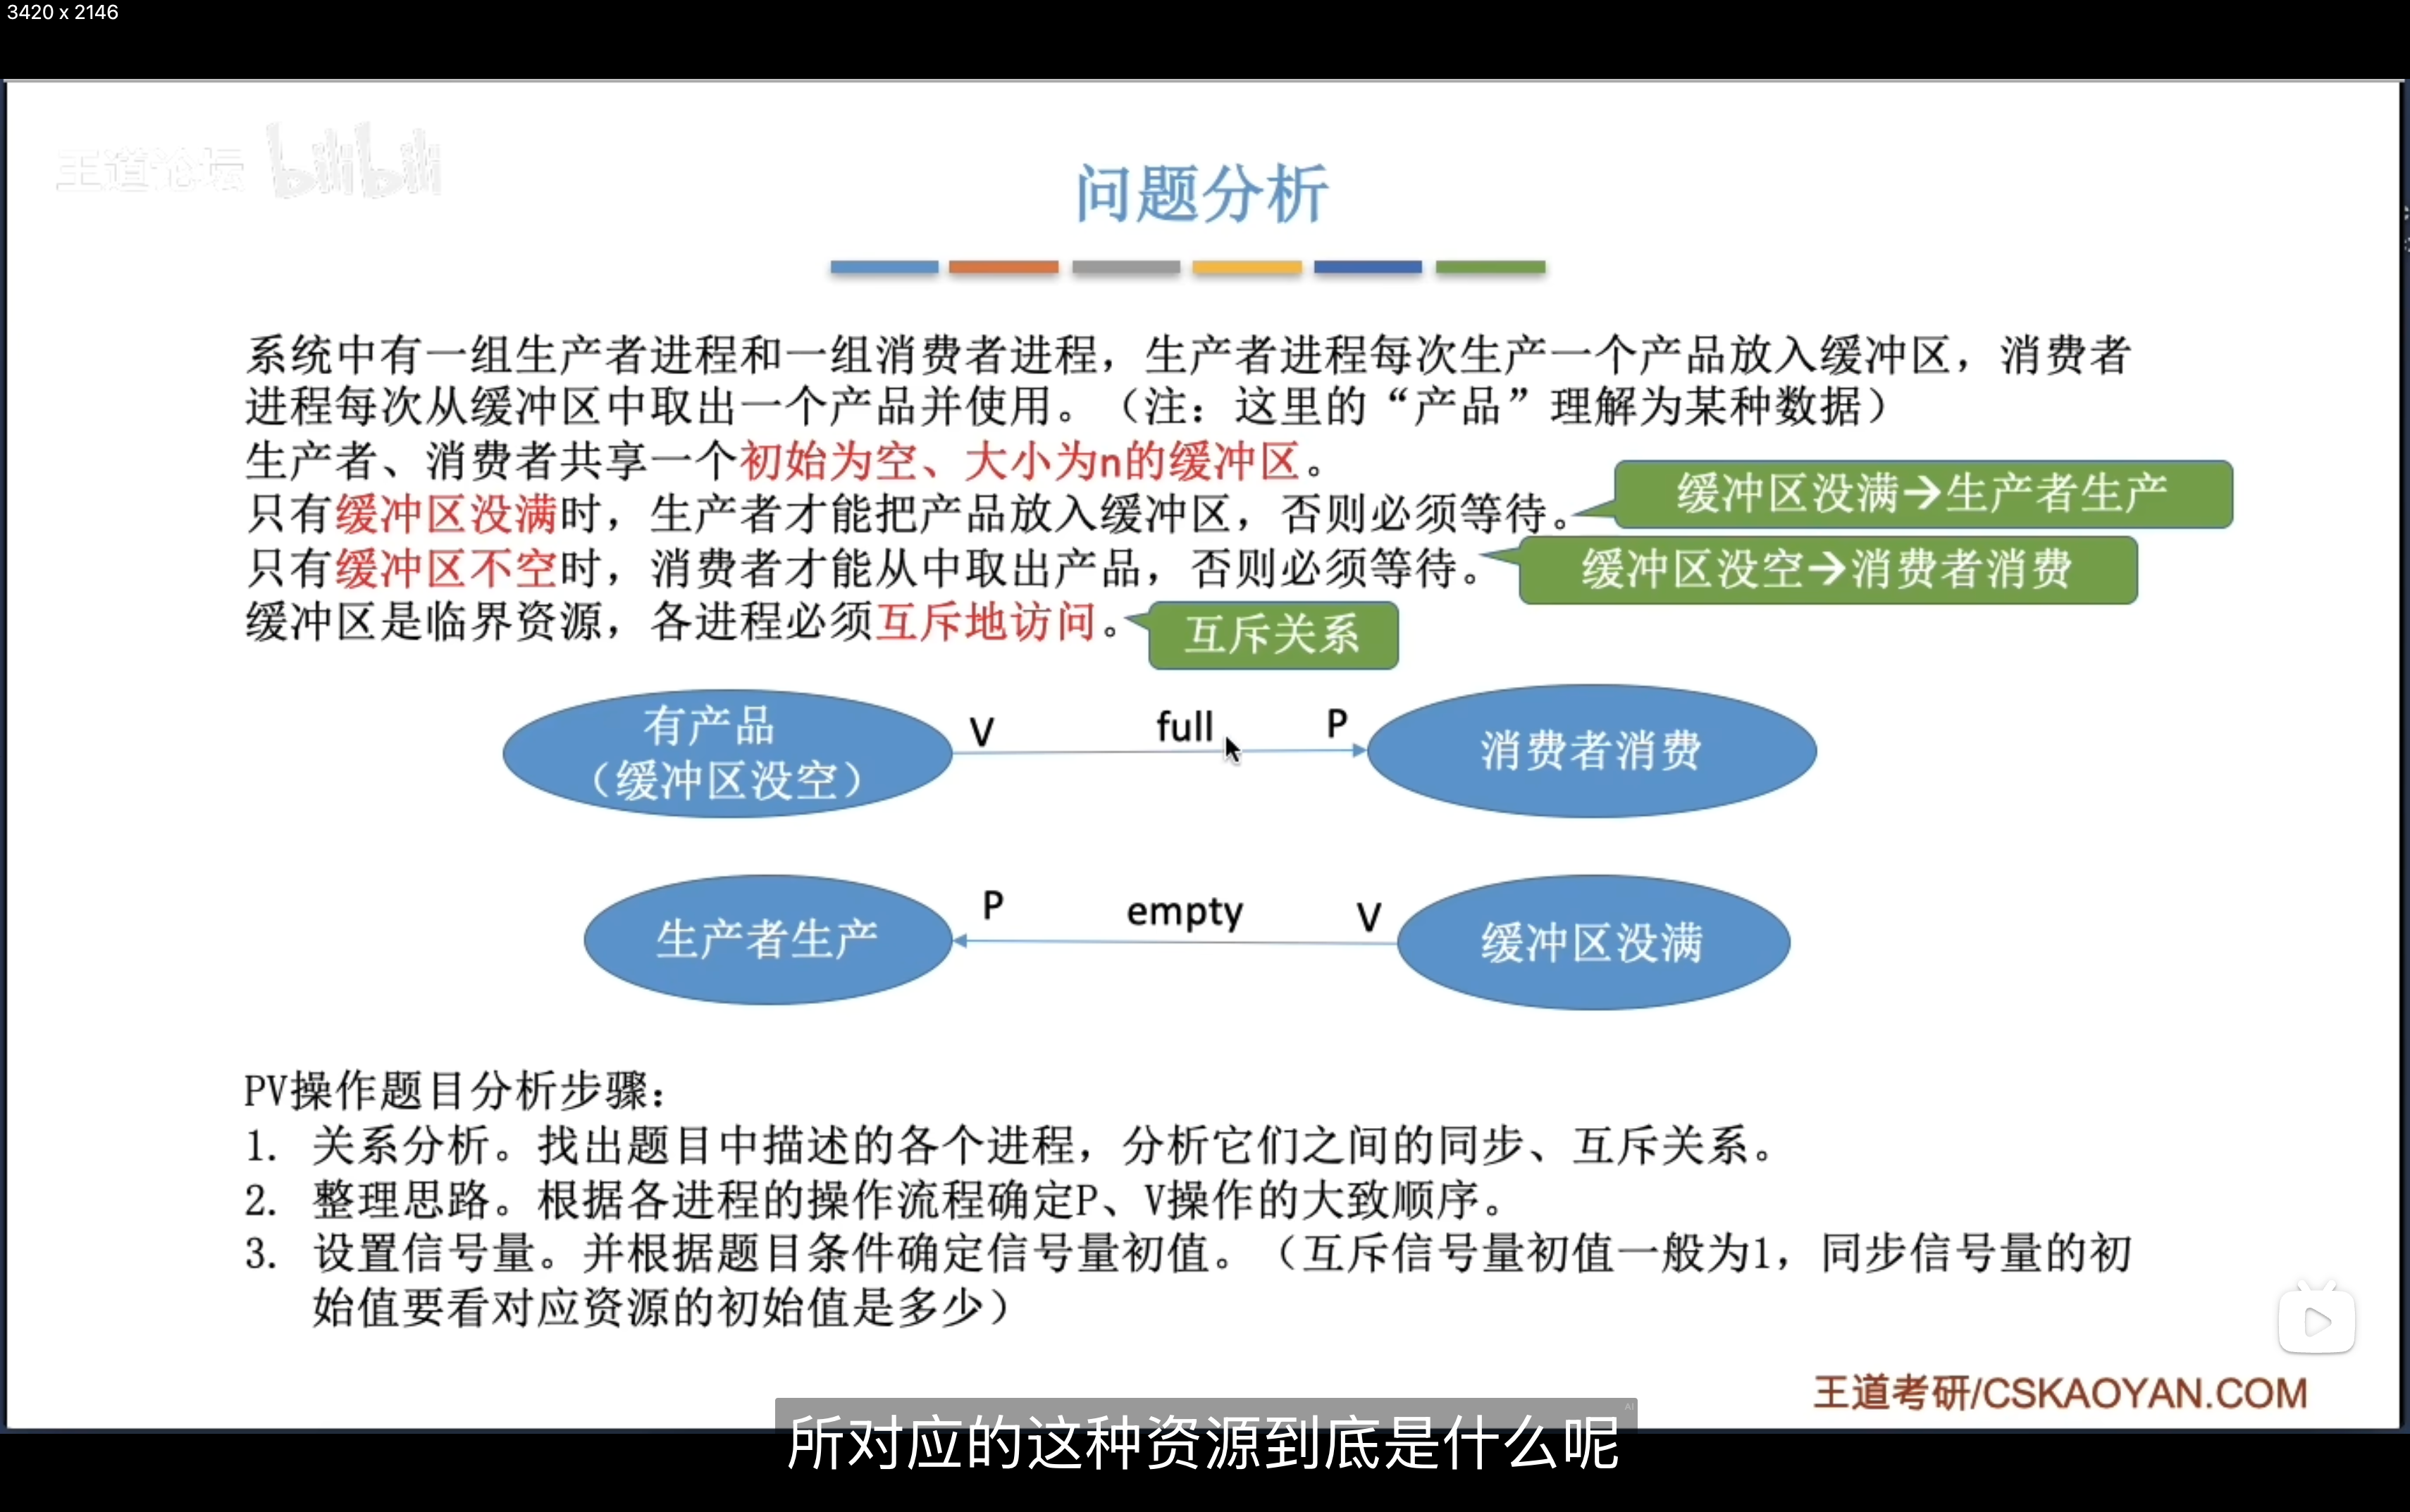 3420 x 2146
王道论坛 bilibili
问题分析
系统中有一组生产者进程和一组消费者进程，生产者进程每次生产一个产品放入缓冲区，消费者
进程每次从缓冲区中取出一个产品并使用。（注：这里的“产品”理解为某种数据）
生产者、消费者共享一个初始为空、大小为n的缓冲区。
只有缓冲区没满时，生产者才能把产品放入缓冲区，否则必须等待。
缓冲区没满→生产者生产
只有缓冲区不空时，消费者才能从中取出产品，否则必须等待。
缓冲区没空→消费者消费
缓冲区是临界资源，各进程必须互斥地访问。
互斥关系
有产品
（缓冲区没空）
V full P
消费者消费
生产者生产
P empty V
缓冲区没满
PV操作题目分析步骤：
1. 关系分析。找出题目中描述的各个进程，分析它们之间的同步、互斥关系。
2. 整理思路。根据各进程的操作流程确定P、V操作的大致顺序。
3. 设置信号量。并根据题目条件确定信号量初值。（互斥信号量初值一般为1，同步信号量的初
始值要看对应资源的初始值是多少）
王道考研/CSKAOYAN.COM
AI
所对应的这种资源到底是什么呢